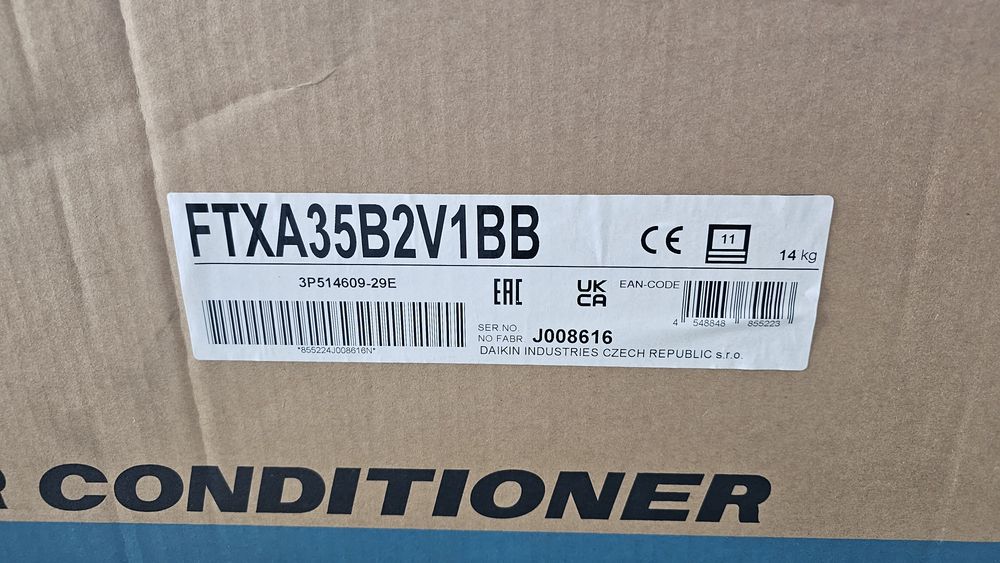 FTXA35B2V1BB
CE
11
14 kg
3P514609-29E
EAC
UK
CA
EAN-CODE
4 548848 855223
*855224J008616N*
SER.NO.
NO FABR. J008616
DAIKIN INDUSTRIES CZECH REPUBLIC s.r.o.
R CONDITIONER